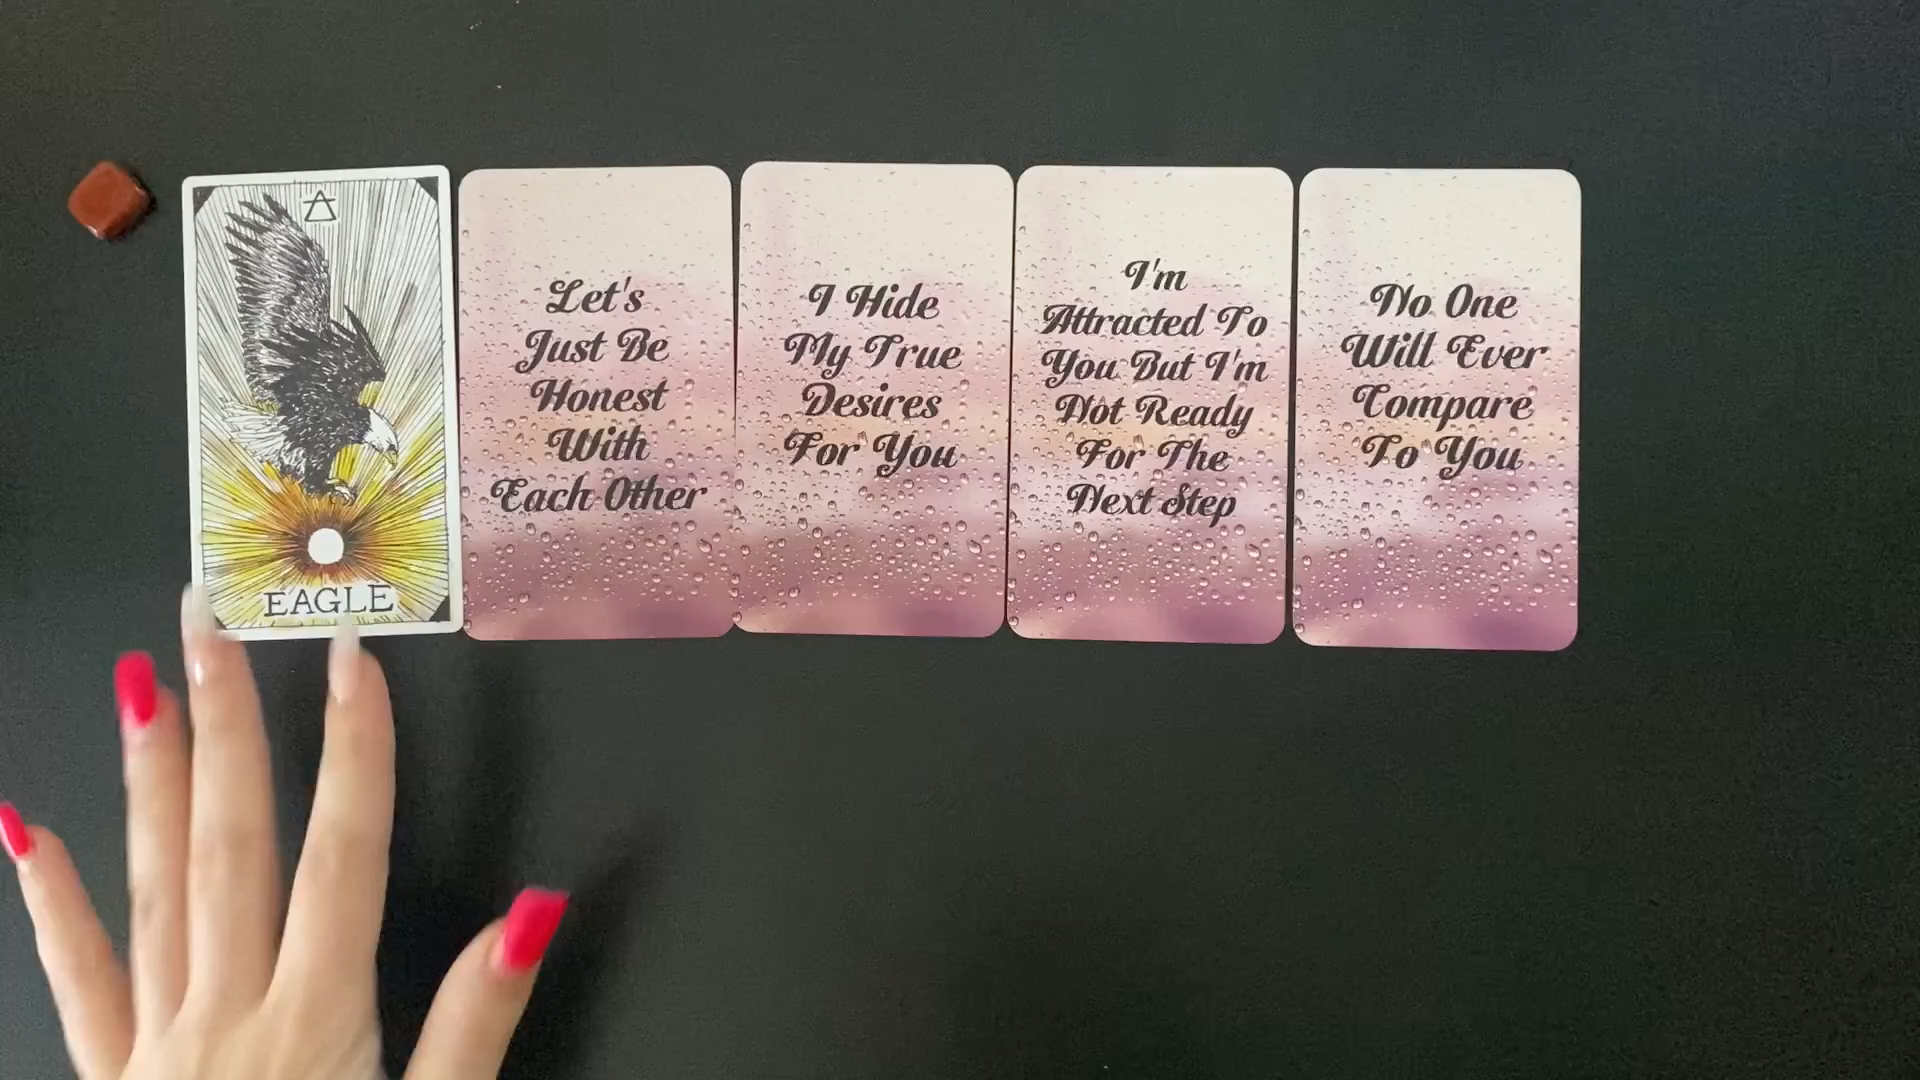 EAGLE
Let's
Just Be
Honest
With
Each Other
I Hide
My True
Desires
For You
I'm
Attracted To
You But I'm
Not Ready
For The
Next Step
No One
Will Ever
Compare
To You